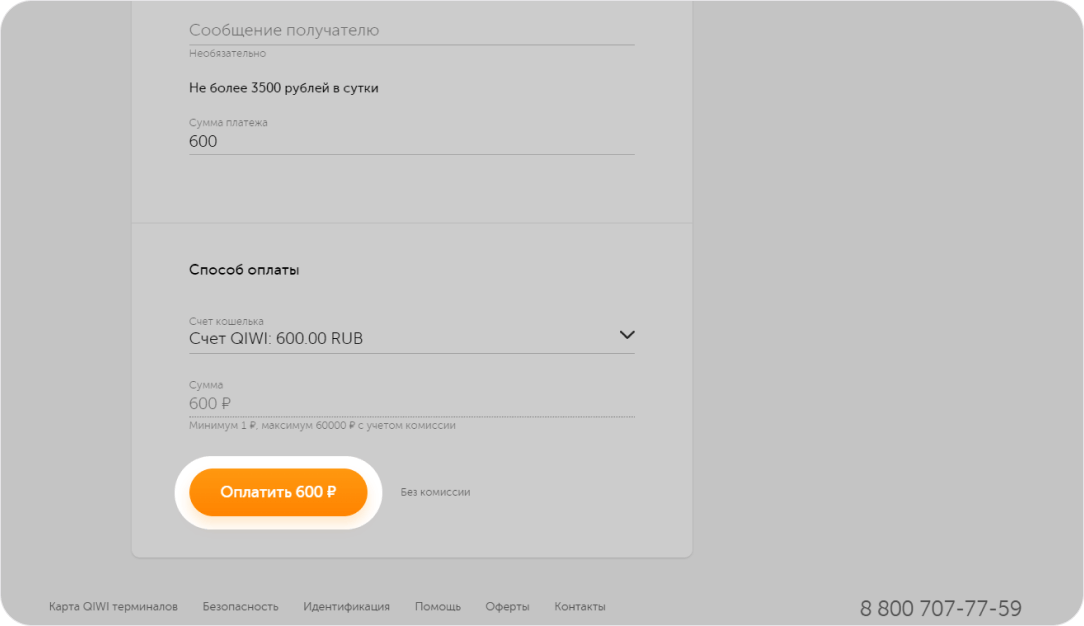 Сообщение получателю
Необязательно
Не более 3500 рублей в сутки
Сумма платежа
600
Способ оплаты
Счет кошелька
Счет QIWI: 600.00 RUB
Сумма
600 ₽
Минимум 1 ₽, максимум 60000 ₽ с учетом комиссии
Оплатить 600 ₽
Без комиссии
Карта QIWI терминалов Безопасность Идентификация Помощь Оферты Контакты 8 800 707-77-59